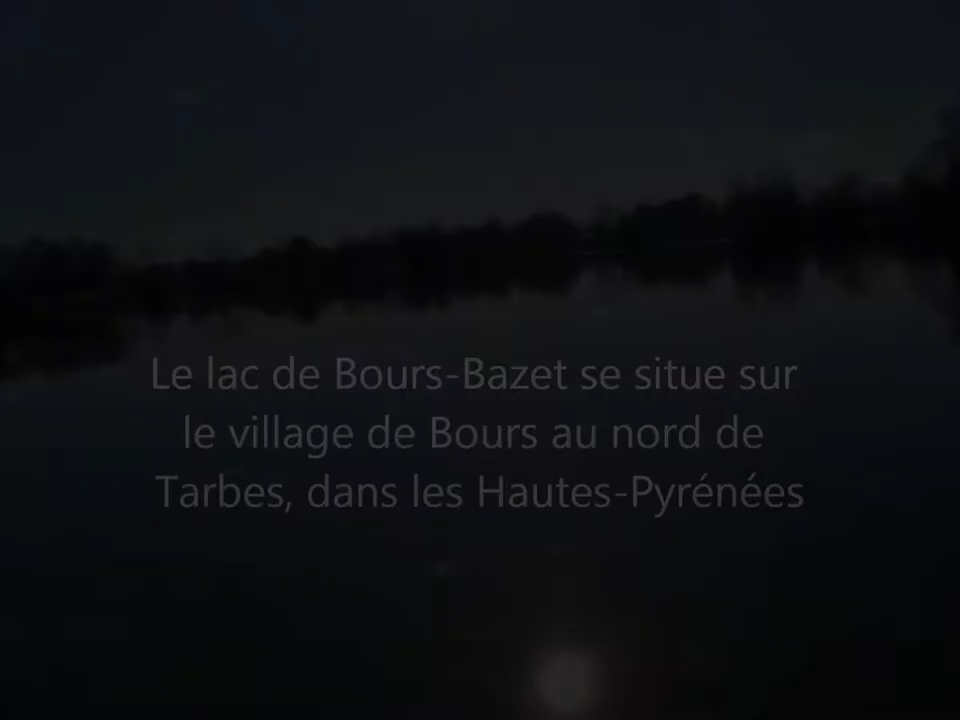 Le lac de Bours-Bazet se situe sur
le village de Bours au nord de
Tarbes, dans les Hautes-Pyrénées